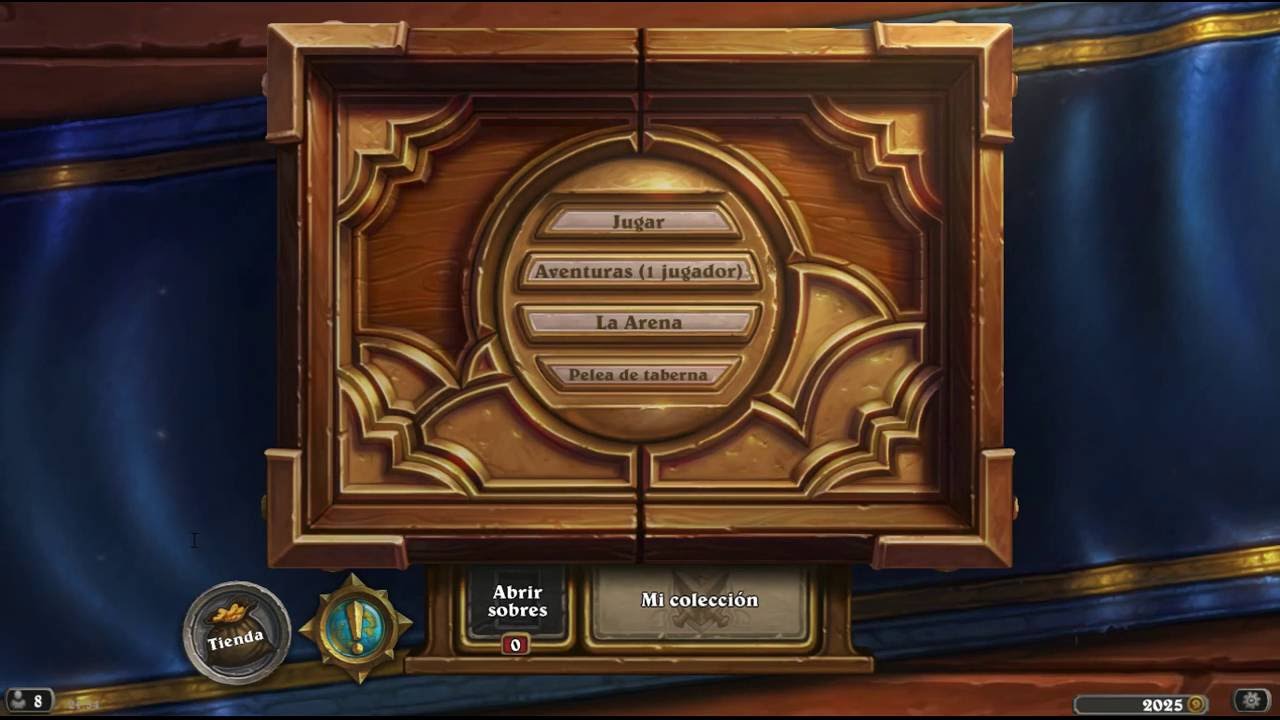 Jugar
Aventuras (1 jugador)
La Arena
Pelea de taberna
Abrir
sobres
0
Mi colección
Tienda
8
2025